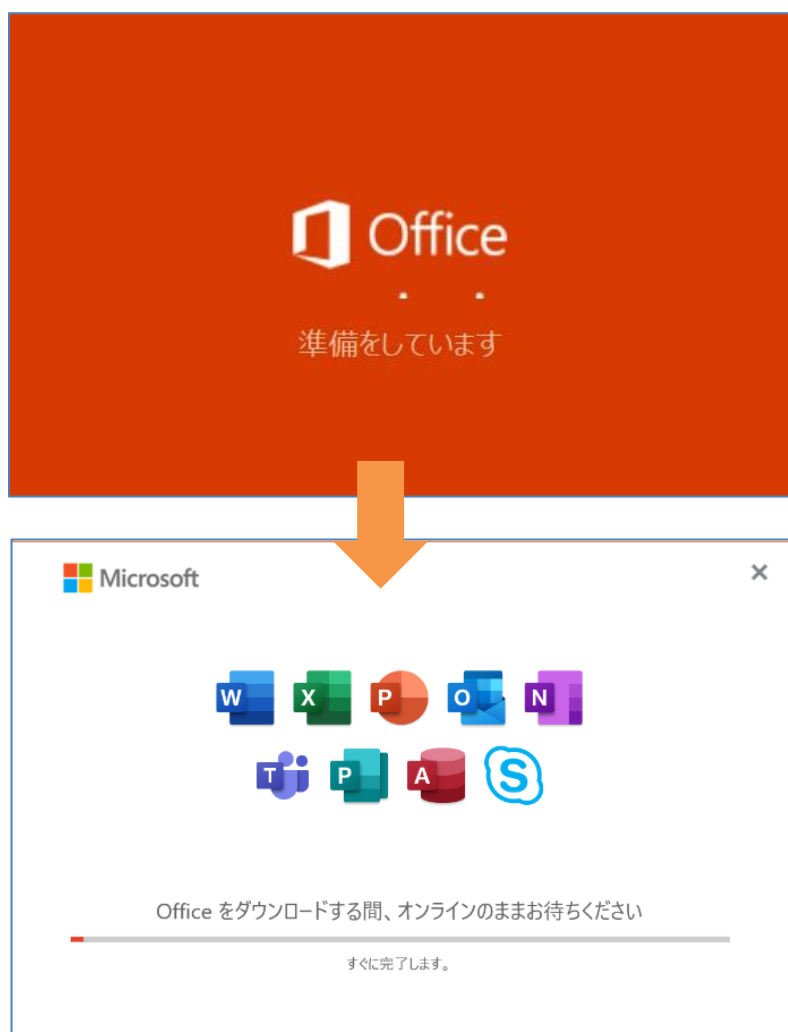 Office
準備をしています
Microsoft
W X P O N
T P A S
Office をダウンロードする間、オンラインのままお待ちください
すぐに完了します。